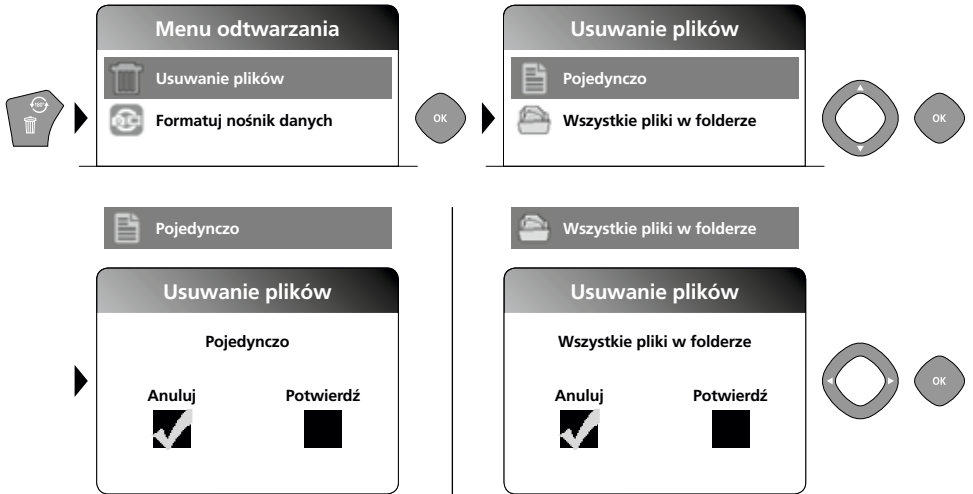 Menu odtwarzania
Usuwanie plików
Formatuj nośnik danych
180°
OK
Usuwanie plików
Pojedynczo
Wszystkie pliki w folderze
OK
Pojedynczo
Usuwanie plików
Pojedynczo
Anuluj Potwierdź
Wszystkie pliki w folderze
Usuwanie plików
Wszystkie pliki w folderze
Anuluj Potwierdź
OK